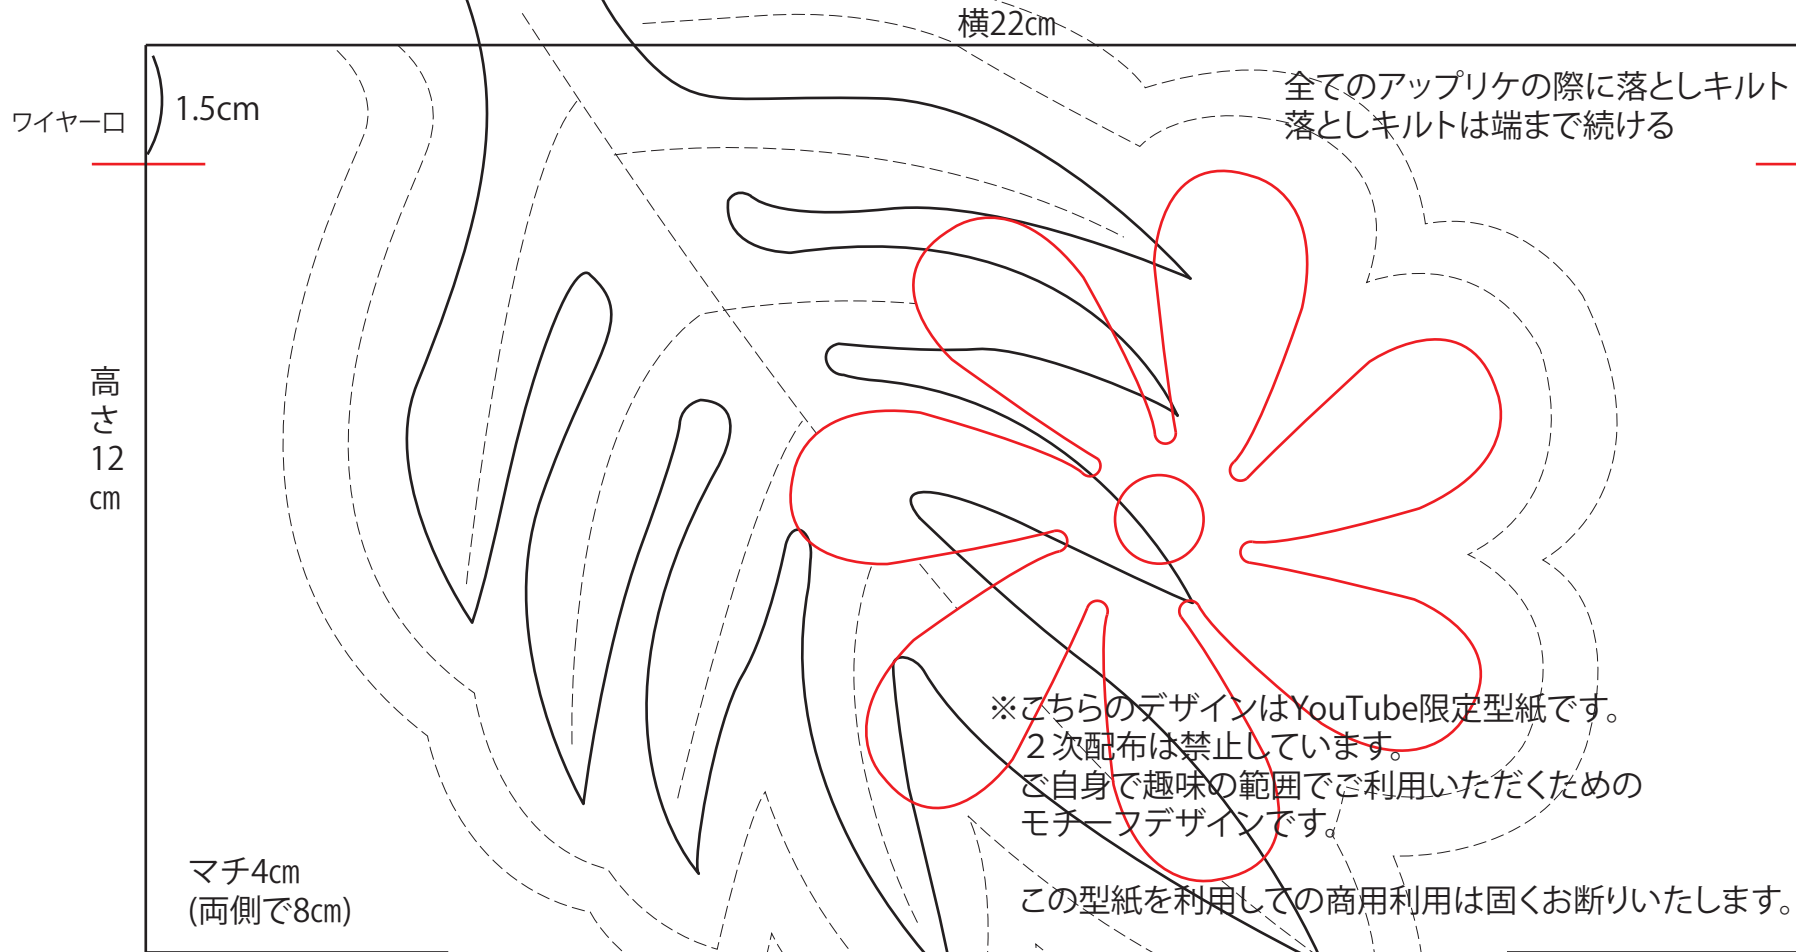 横22㎝
全てのアップリケの際に落としキルト
落としキルトは端まで続ける
1.5cm
ワイヤー口
高さ12㎝
※こちらのデザインはYouTube限定型紙です。
２次配布は禁止しています。
ご自身で趣味の範囲でご利用いただくための
モチーフデザインです。
マチ4㎝
(両側で8㎝)
この型紙を利用しての商用利用は固くお断りいたします。